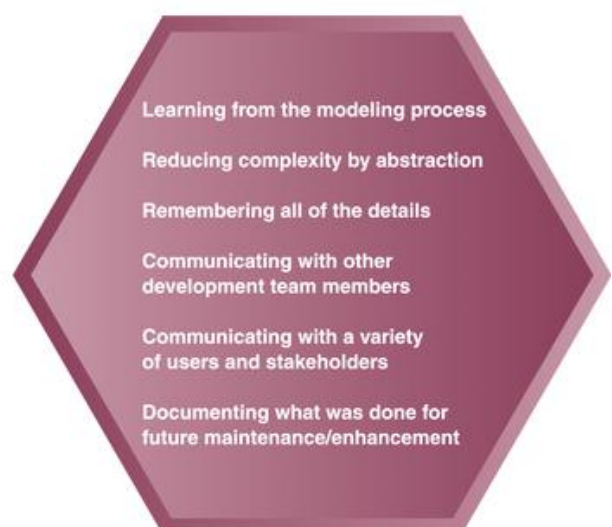 Learning from the modeling process
Reducing complexity by abstraction
Remembering all of the details
Communicating with other
development team members
Communicating with a variety
of users and stakeholders
Documenting what was done for
future maintenance/enhancement